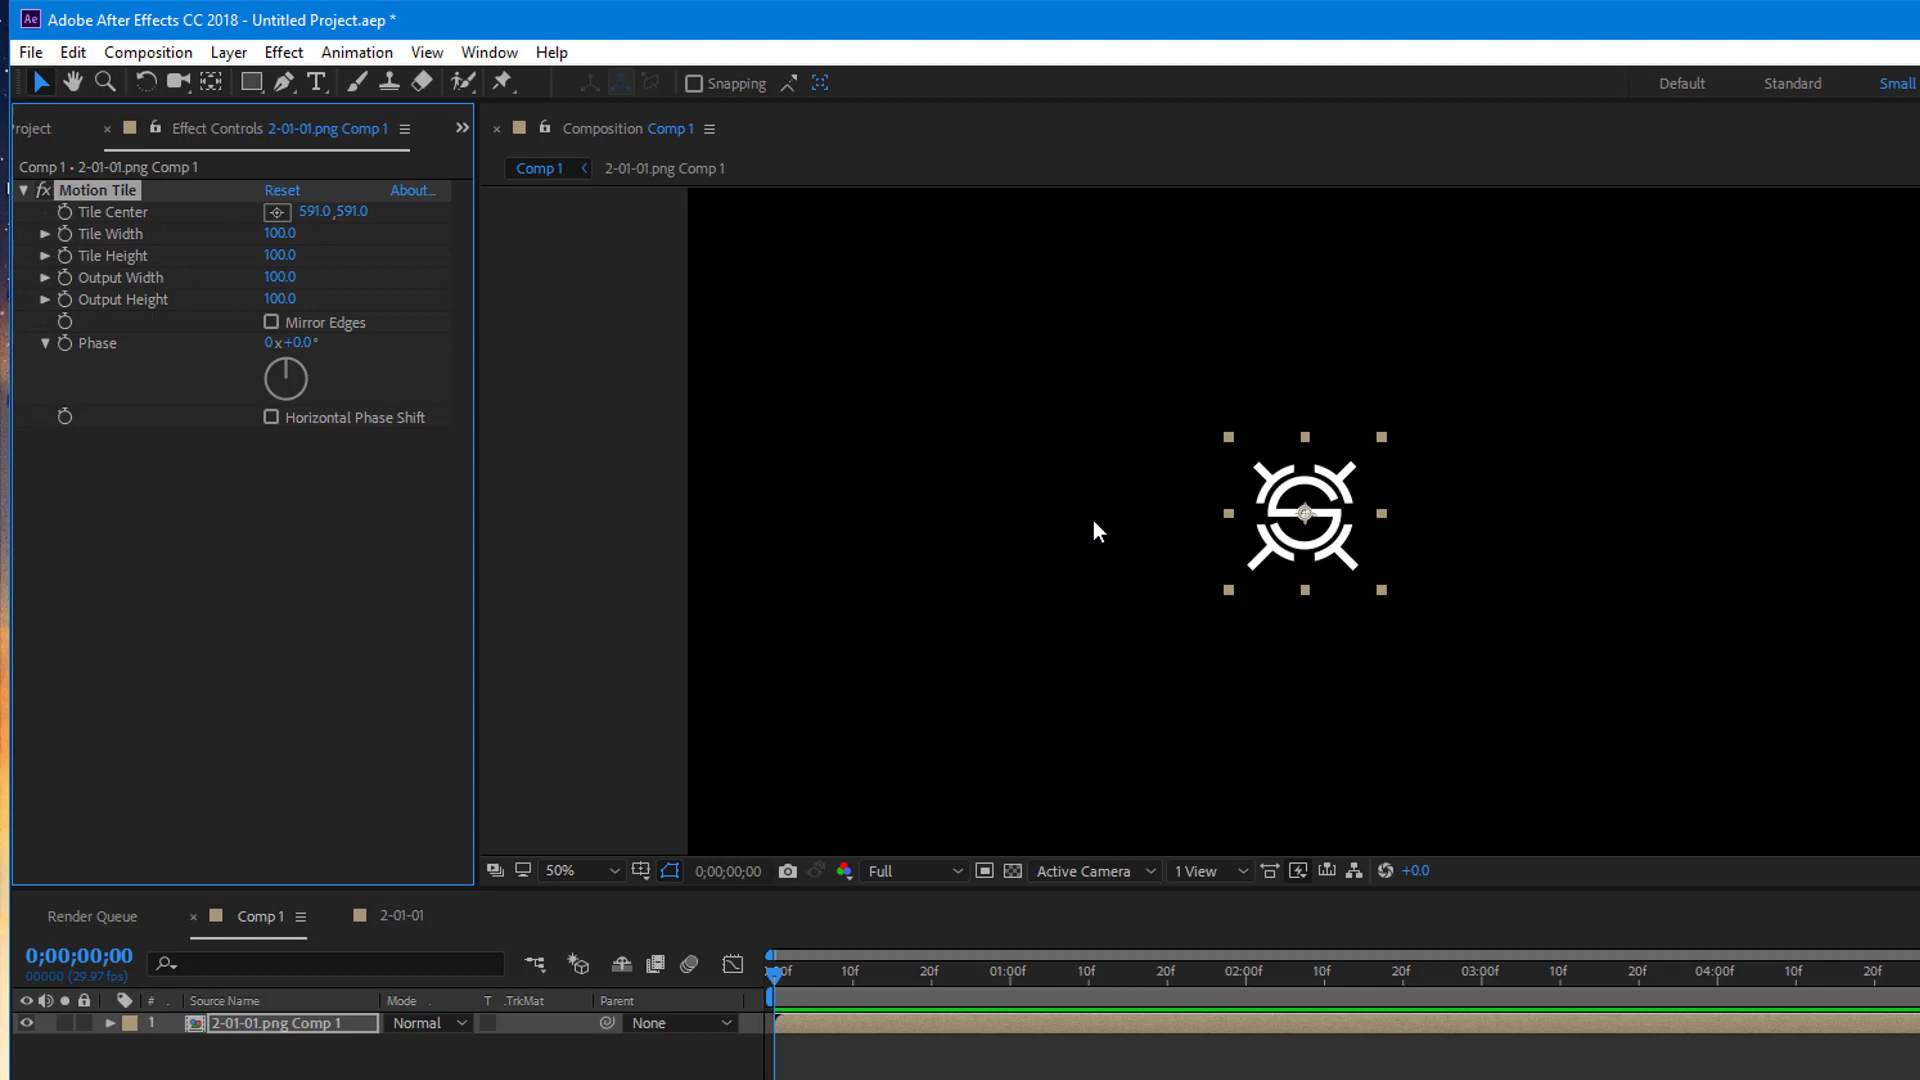 Ae Adobe After Effects CC 2018 - Untitled Project.aep *
File Edit Composition Layer Effect Animation View Window Help
Snapping Default Standard Small
roject × Effect Controls 2-01-01.png Comp 1 × Composition Comp 1
Comp 1 • 2-01-01.png Comp 1
Comp 1 2-01-01.png Comp 1
fx Motion Tile Reset About...
Tile Center 591.0,591.0
Tile Width 100.0
Tile Height 100.0
Output Width 100.0
Output Height 100.0
Mirror Edges
Phase 0x+0.0°
Horizontal Phase Shift
50% 0;00;00;00 Full Active Camera 1 View +0.0
Render Queue × Comp 1 2-01-01
0;00;00;00
00000 (29.97 fps)
0f 10f 20f 01:00f 10f 20f 02:00f 10f 20f 03:00f 10f 20f 04:00f 10f 20f
# Source Name Mode T .TrkMat Parent
1 2-01-01.png Comp 1 Normal None